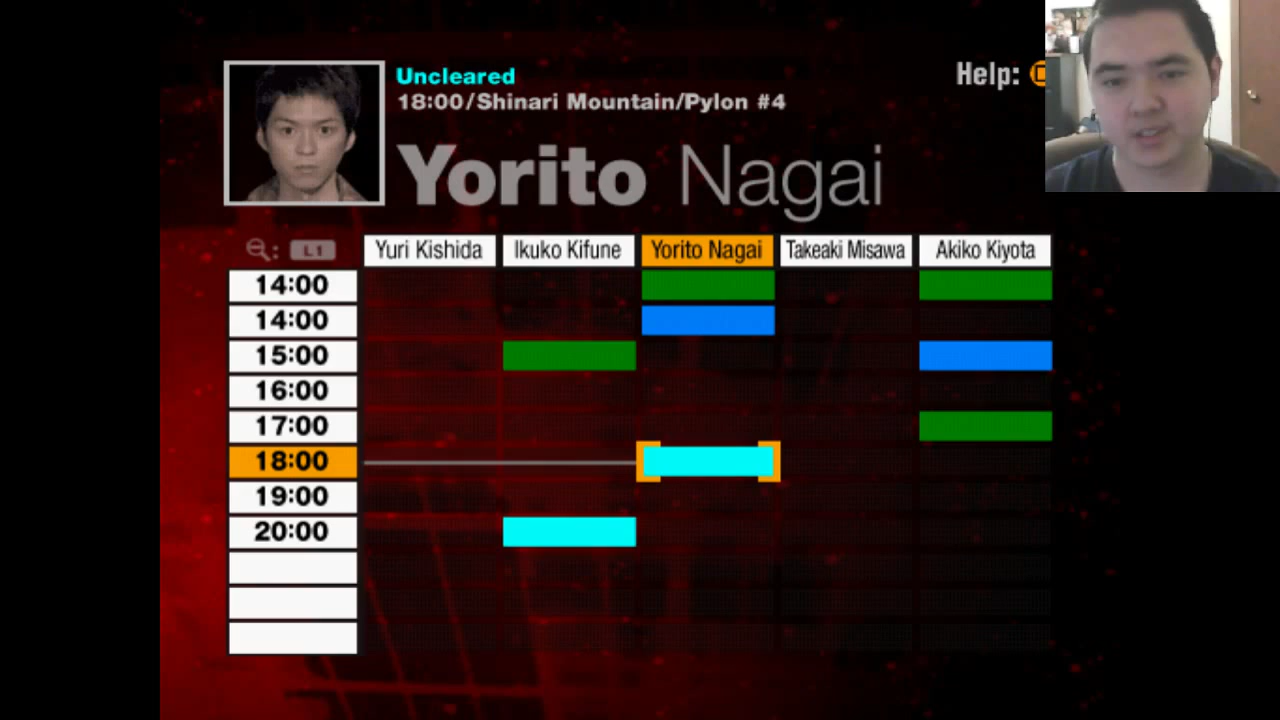 Uncleared
18:00/Shinari Mountain/Pylon #4
Help:
Yorito Nagai
: L1
Yuri Kishida Ikuko Kifune Yorito Nagai Takeaki Misawa Akiko Kiyota
14:00
14:00
15:00
16:00
17:00
18:00
19:00
20:00